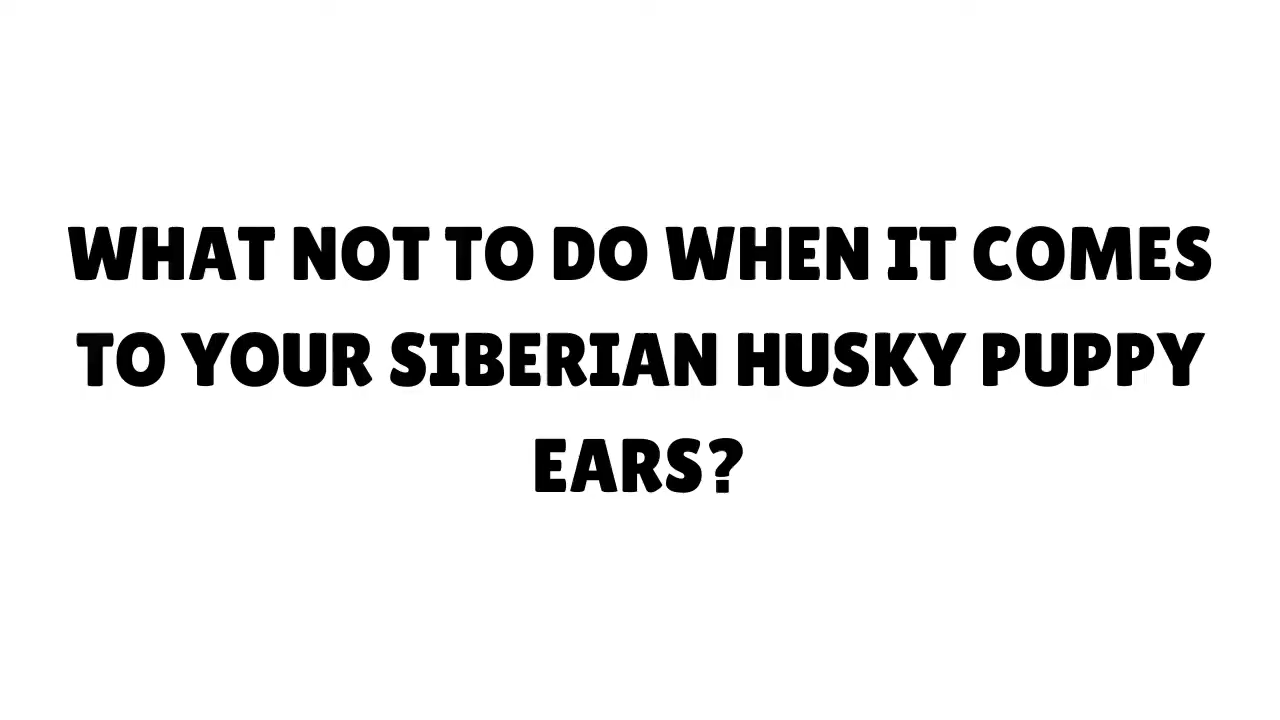 WHAT NOT TO DO WHEN IT COMES
TO YOUR SIBERIAN HUSKY PUPPY
EARS?